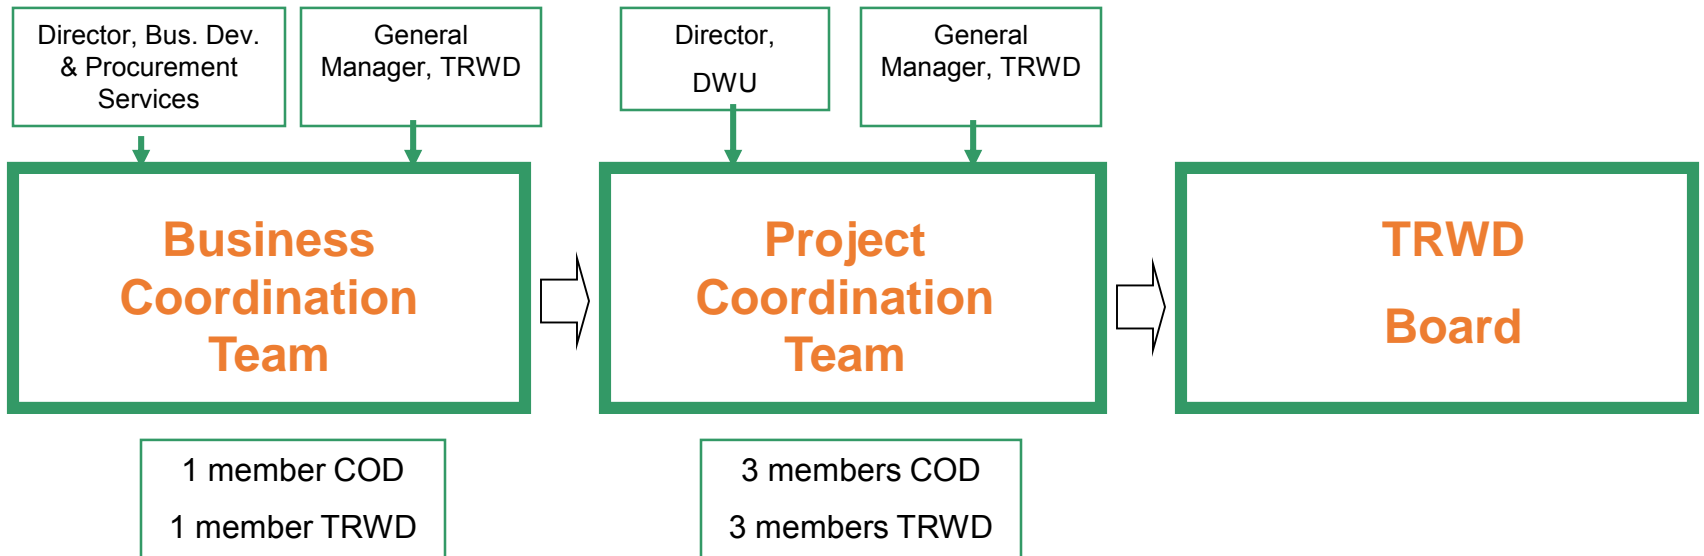 Director, Bus. Dev.
& Procurement
Services
General
Manager, TRWD
Director,
DWU
General
Manager, TRWD
Business
Coordination
Team
Project
Coordination
Team
TRWD
Board
1 member COD
1 member TRWD
3 members COD
3 members TRWD